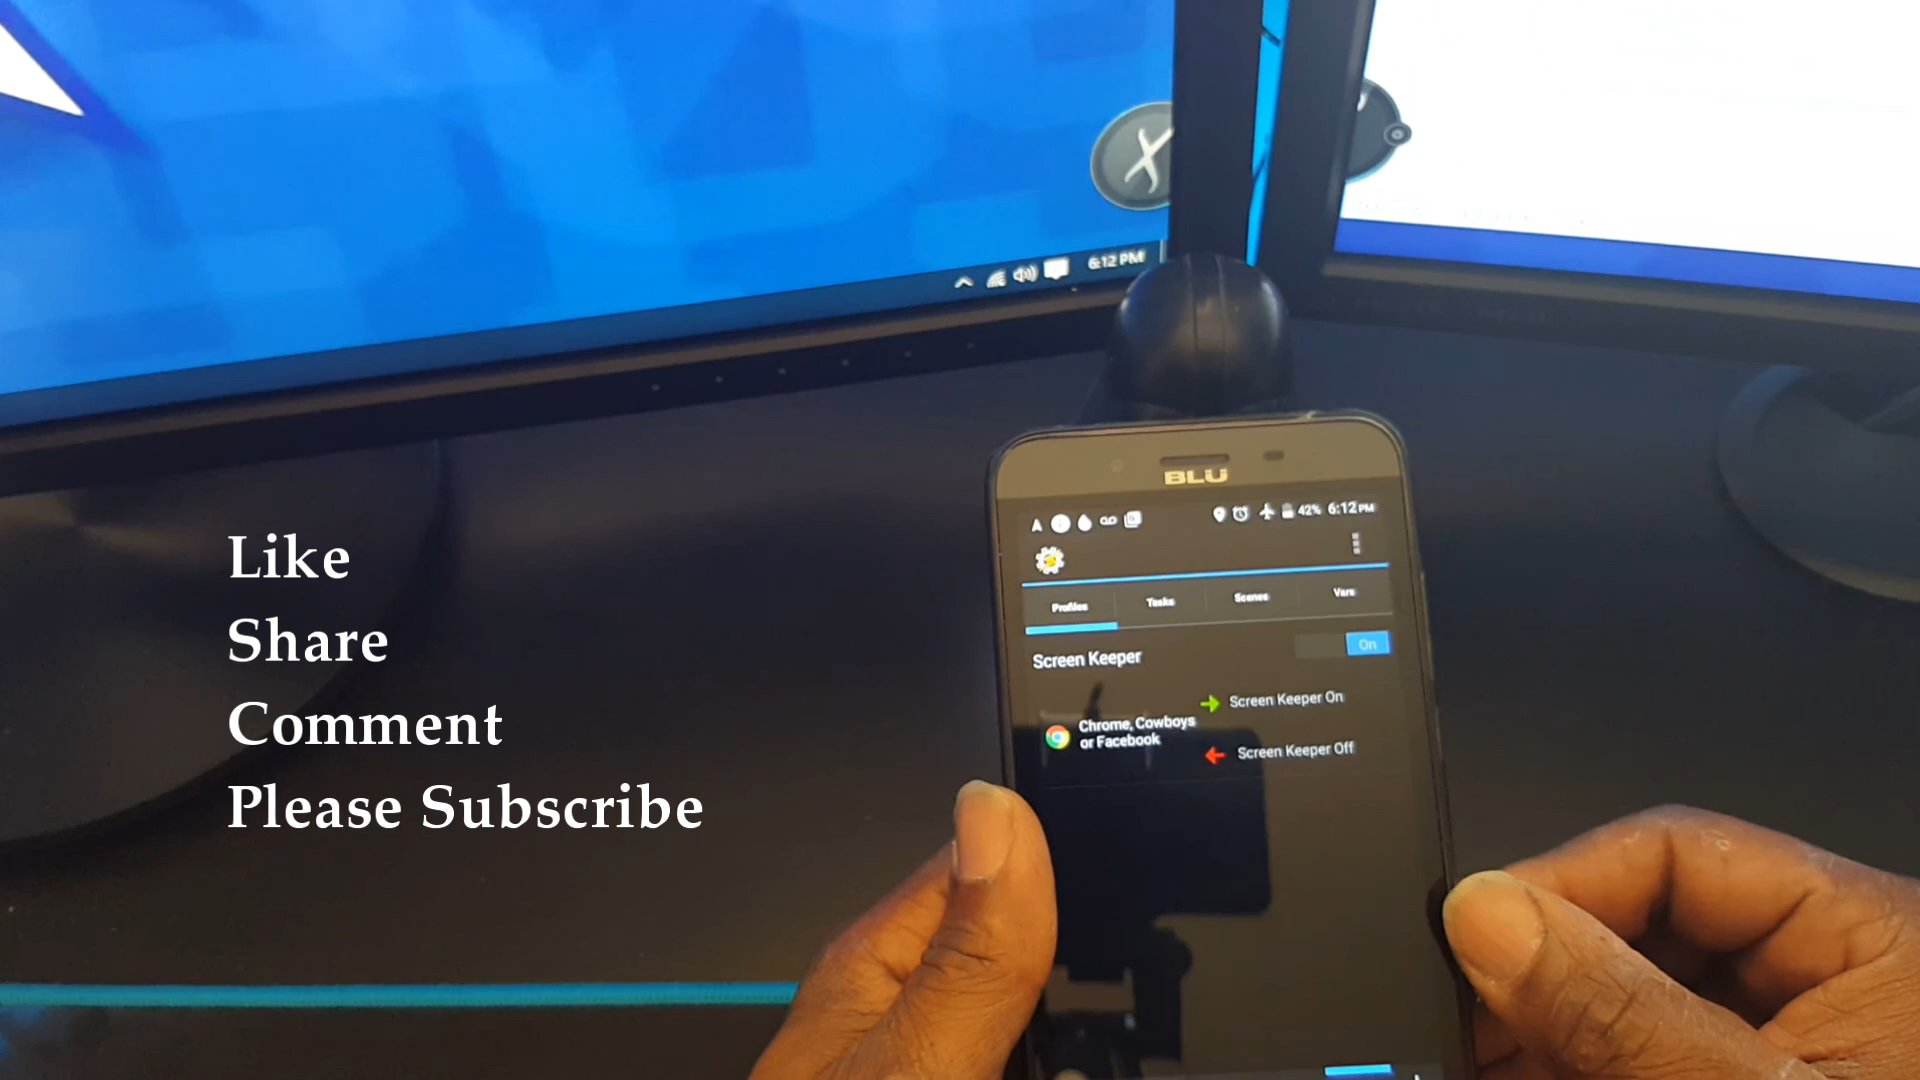 6:12 PM
BLU
42% 6:12 PM
Profiles Tasks Scenes Vars
Screen Keeper
On
Screen Keeper On
Chrome, Cowboys
or Facebook
Screen Keeper Off
Like
Share
Comment
Please Subscribe